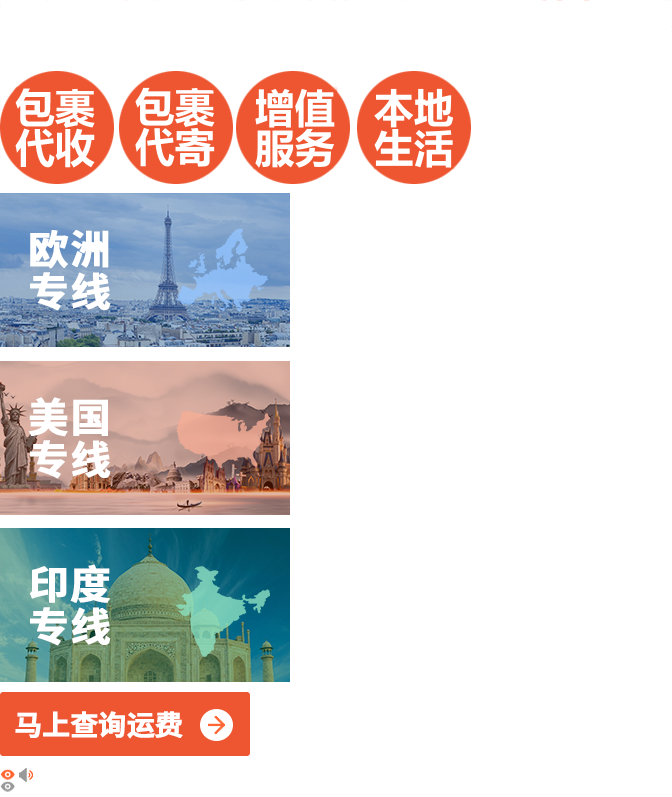 包裹
代收
包裹
代寄
增值
服务
本地
生活
欧洲
专线
美国
专线
印度
专线
马上查询运费